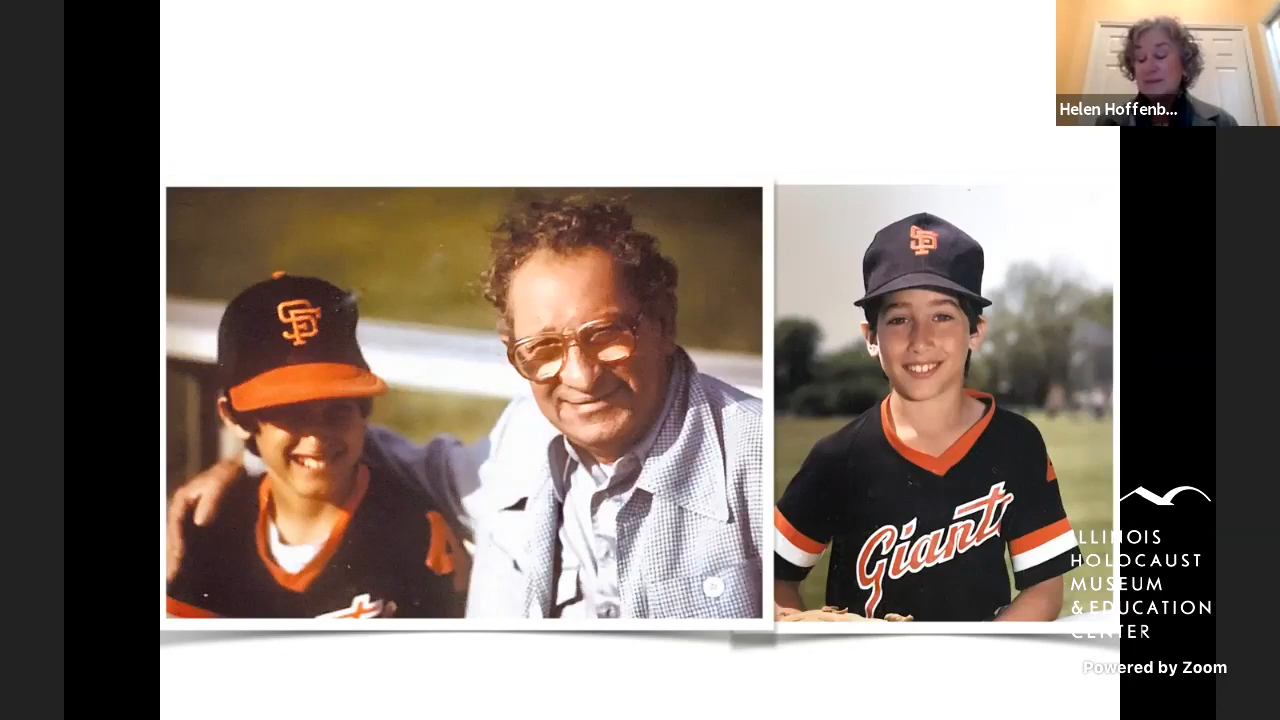 Helen Hoffenb...
SF
SF
Giants
ILLINOIS
HOLOCAUST
MUSEUM
& EDUCATION
CENTER
Powered by Zoom